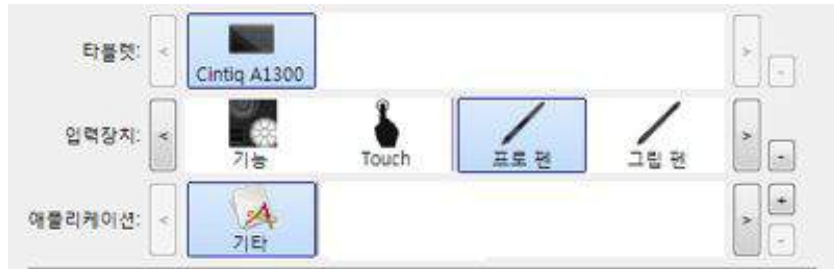 타블렛: < Cintiq A1300 > -
입력장치: < 기능 Touch 프로 펜 그립 펜 > -
애플리케이션: < 기타 > + -